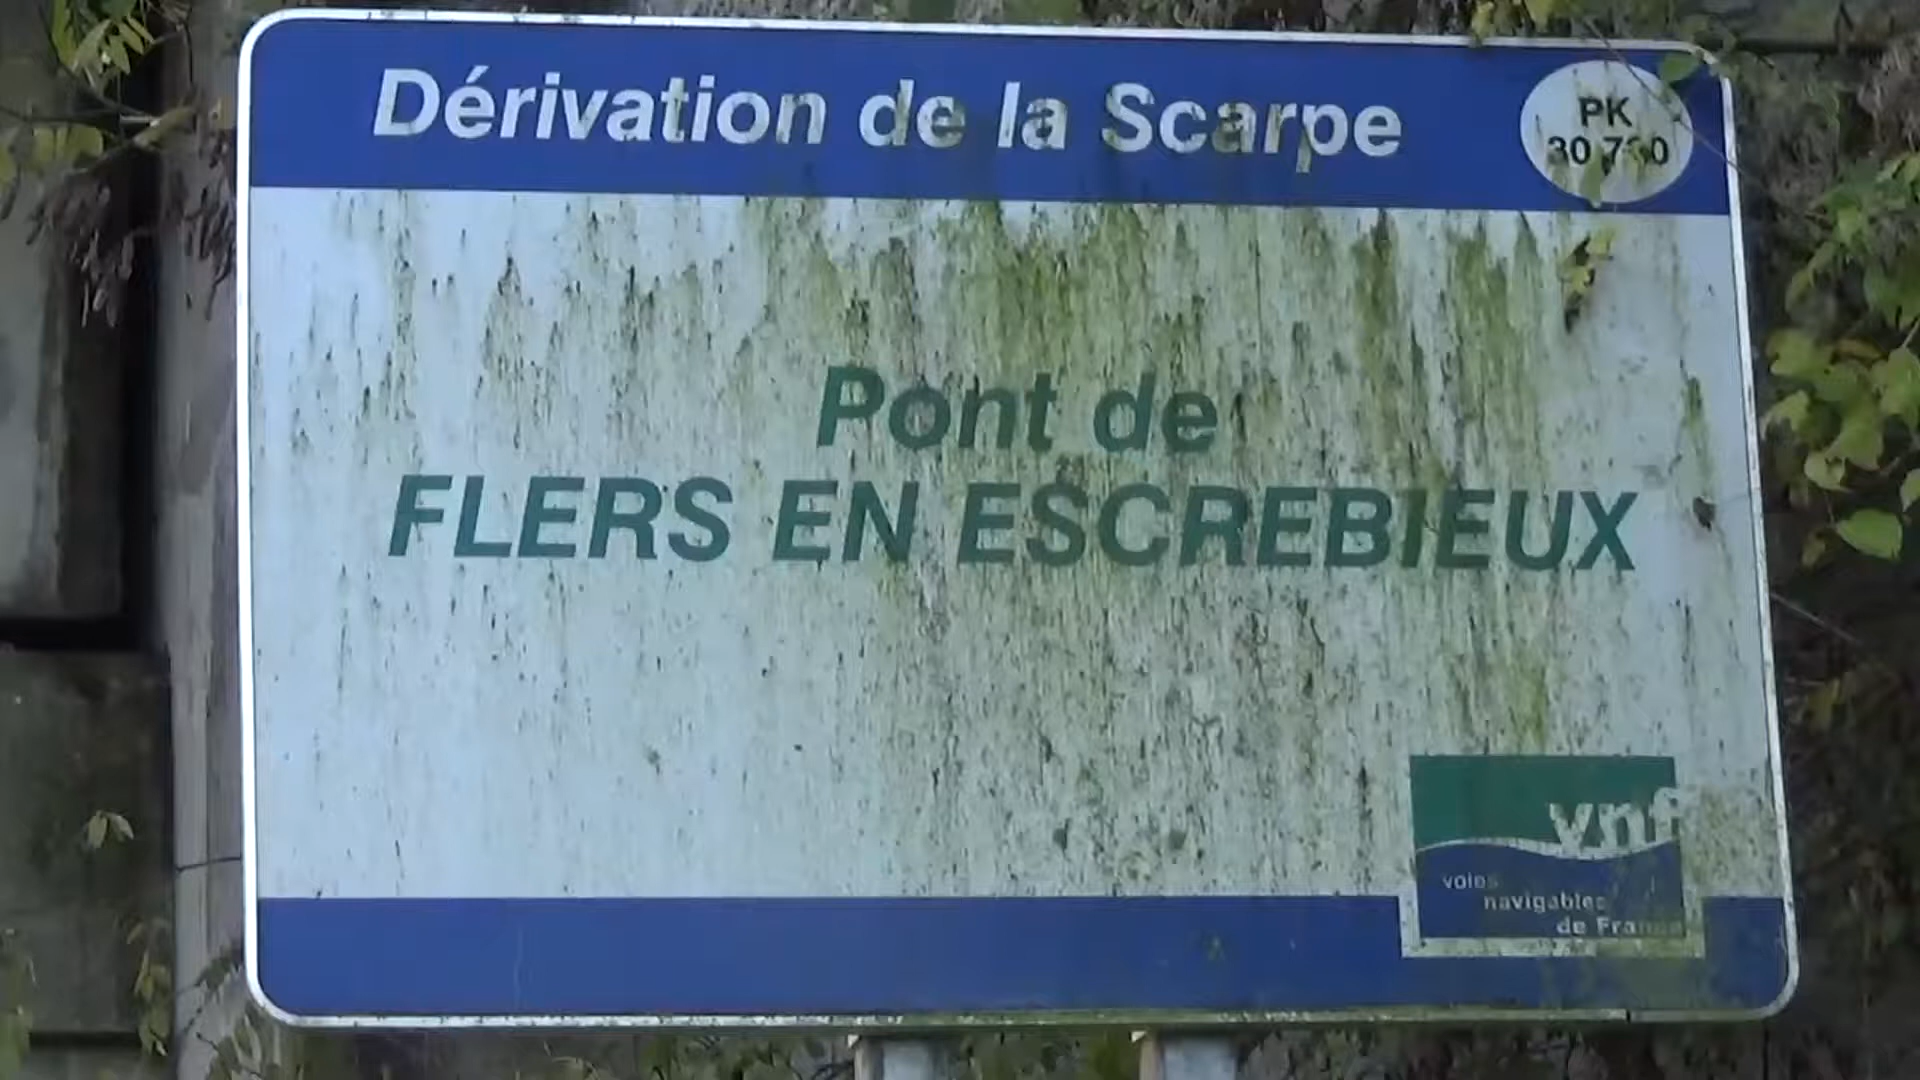 Dérivation de la Scarpe
PK
Pont de
FLERS EN ESCREBIEUX
vnf
voies
navigables
de France